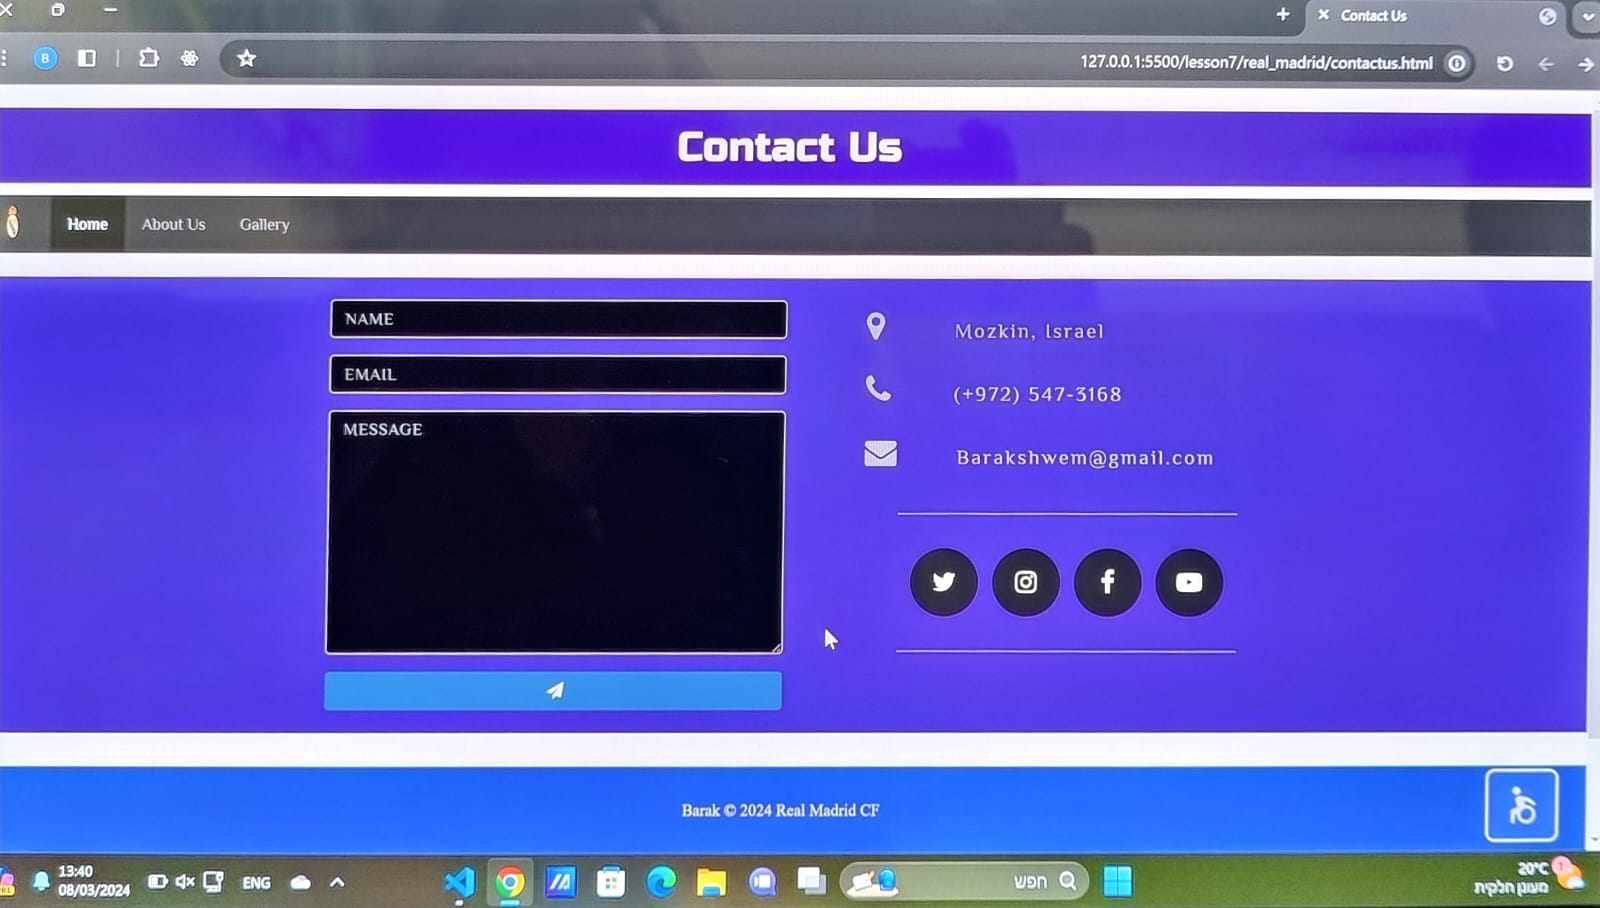 Contact Us
127.0.0.1:5500/lesson7/real_madrid/contactus.html
B
Contact Us
Home
About Us
Gallery
NAME
EMAIL
MESSAGE
Mozkin, Israel
(+972) 547-3168
Barakshwem@gmail.com
Barak © 2024 Real Madrid CF
PRE
13:40
08/03/2024
ENG
חפש
20°C
מעונן חלקית
1